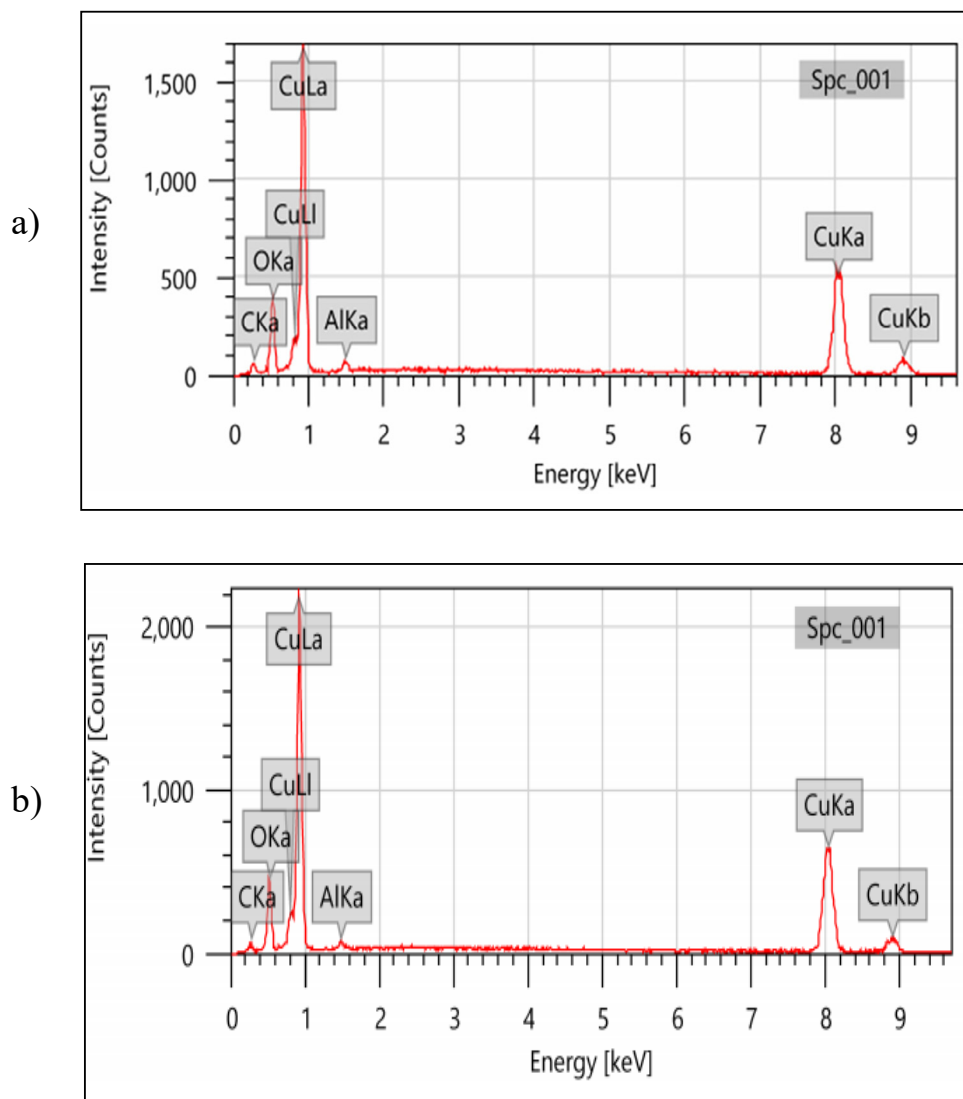 a)
Intensity [Counts]
1,500
1,000
500
0
CuLa
CuLl
OKa
CKa
AlKa
Spc_001
CuKa
CuKb
0 1 2 3 4 5 6 7 8 9
Energy [keV]
b)
Intensity [Counts]
2,000
1,000
0
CuLa
CuLl
OKa
CKa
AlKa
Spc_001
CuKa
CuKb
0 1 2 3 4 5 6 7 8 9
Energy [keV]